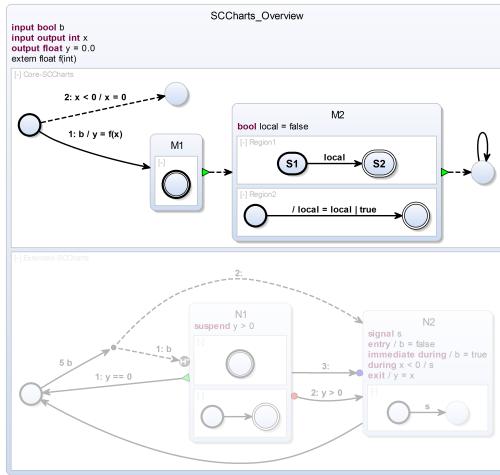 SCCharts_Overview
input bool b
input output int x
output float y = 0.0
extern float f(int)
[-] Core-SCCharts
2: x < 0 / x = 0
1: b / y = f(x)
M1
[-]
M2
bool local = false
[-] Region1
S1
local
S2
[-] Region2
/ local = local | true
[-] Extended-SCCharts
2:
N1
suspend y > 0
[-]
1: b
H*
5 b
1: y == 0
[-]
3:
2: y > 0
N2
signal s
entry / b = false
immediate during / b = true
during x < 0 / s
exit / y = x
[-]
s